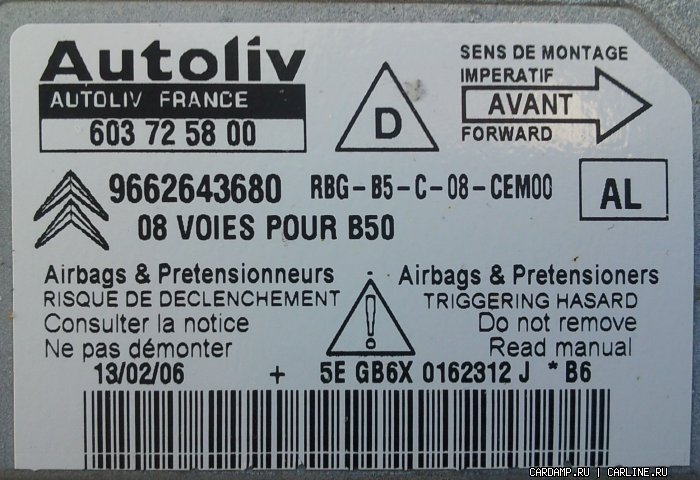 Autoliv
AUTOLIV FRANCE
603 72 58 00
D
SENS DE MONTAGE
IMPERATIF
AVANT
FORWARD
9662643680 RBG-B5-C-08-CEM00
AL
08 VOIES POUR B50
Airbags & Pretensionneurs
RISQUE DE DECLENCHEMENT
Consulter la notice
Ne pas démonter
!
Airbags & Pretensioners
TRIGGERING HASARD
Do not remove
Read manual
13/02/06 + 5E GB6X 0162312 J * B6
CARDAMP.RU | CARLINE.RU